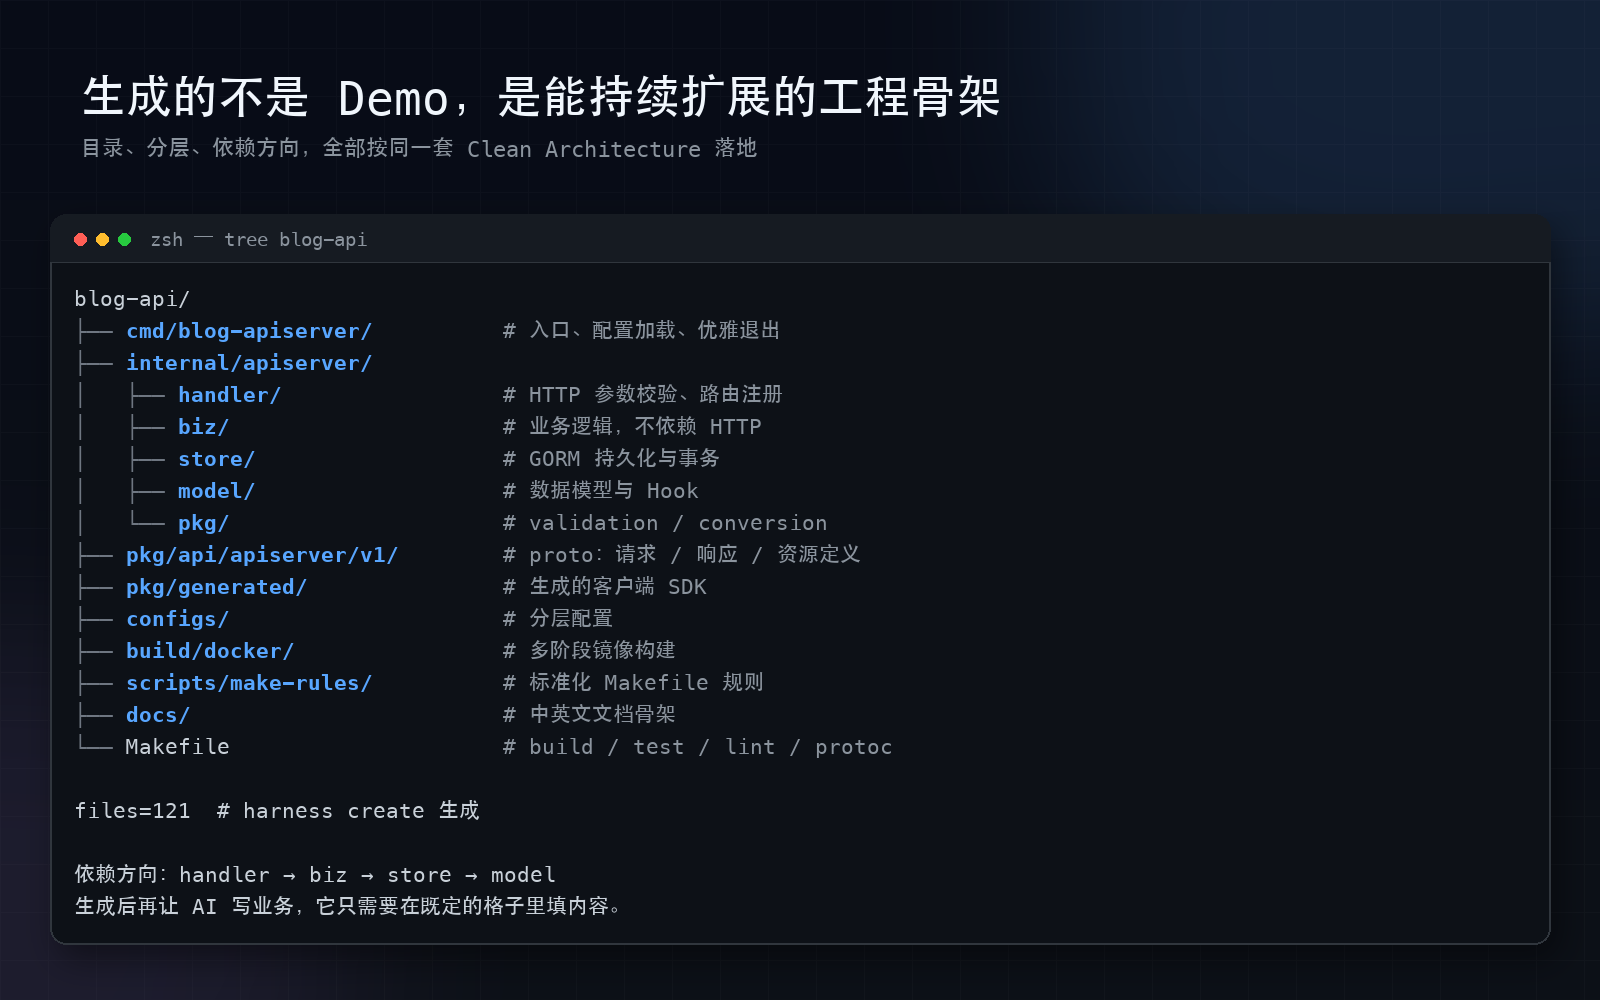 生成的不是 Demo，是能持续扩展的工程骨架
目录、分层、依赖方向，全部按同一套 Clean Architecture 落地
zsh — tree blog-api
blog-api/
├── cmd/blog-apiserver/ # 入口、配置加载、优雅退出
├── internal/apiserver/
│   ├── handler/ # HTTP 参数校验、路由注册
│   ├── biz/ # 业务逻辑，不依赖 HTTP
│   ├── store/ # GORM 持久化与事务
│   ├── model/ # 数据模型与 Hook
│   └── pkg/ # validation / conversion
├── pkg/api/apiserver/v1/ # proto：请求 / 响应 / 资源定义
├── pkg/generated/ # 生成的客户端 SDK
├── configs/ # 分层配置
├── build/docker/ # 多阶段镜像构建
├── scripts/make-rules/ # 标准化 Makefile 规则
├── docs/ # 中英文文档骨架
└── Makefile # build / test / lint / protoc
files=121  # harness create 生成
依赖方向：handler → biz → store → model
生成后再让 AI 写业务，它只需要在既定的格子里填内容。